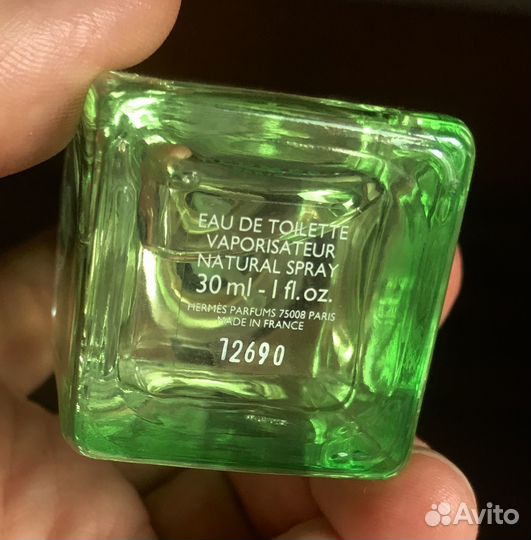 EAU DE TOILETTE
VAPORISATEUR
NATURAL SPRAY
30 ml - 1 fl. oz.
HERMÈS PARFUMS 75008 PARIS
MADE IN FRANCE
12690
Avito